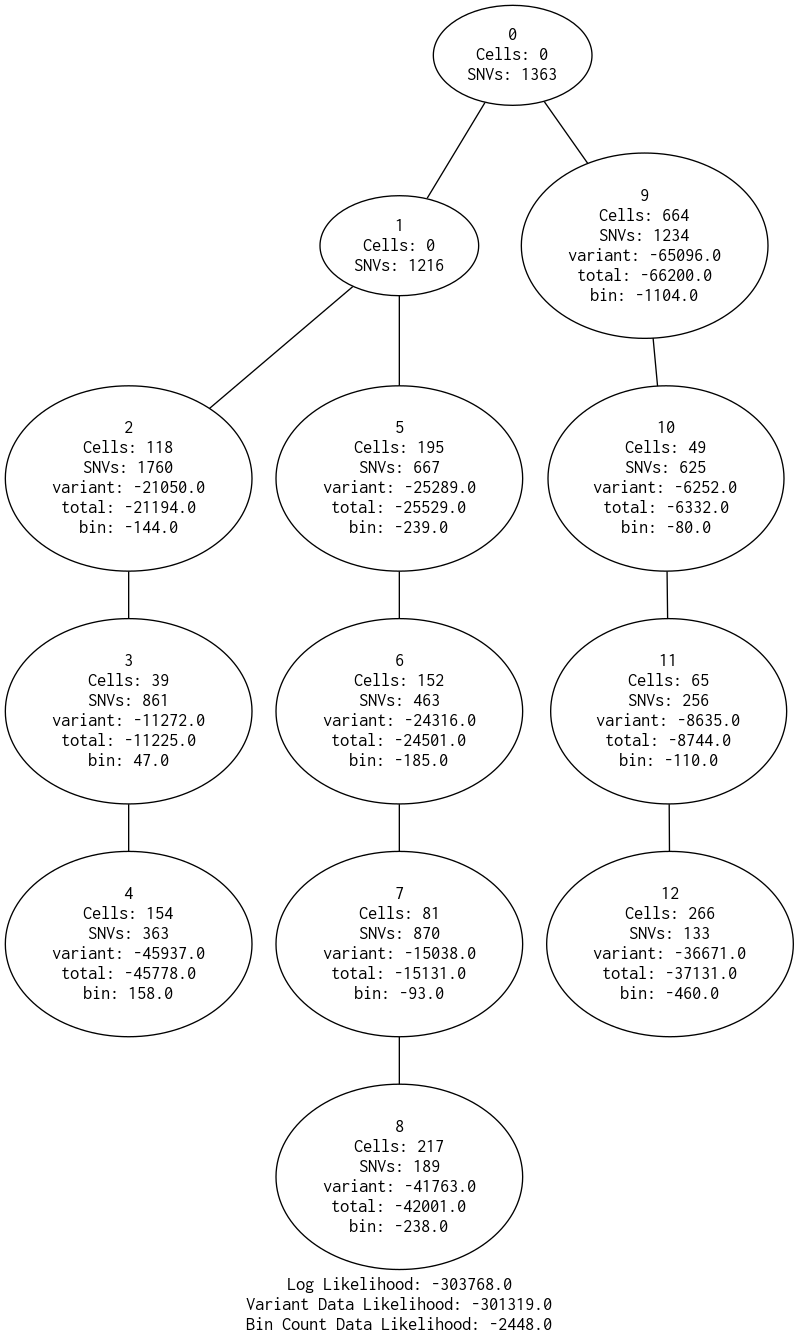 0
Cells: 0
SNVs: 1363
1
Cells: 0
SNVs: 1216
9
Cells: 664
SNVs: 1234
variant: -65096.0
total: -66200.0
bin: -1104.0
2
Cells: 118
SNVs: 1760
variant: -21050.0
total: -21194.0
bin: -144.0
5
Cells: 195
SNVs: 667
variant: -25289.0
total: -25529.0
bin: -239.0
10
Cells: 49
SNVs: 625
variant: -6252.0
total: -6332.0
bin: -80.0
3
Cells: 39
SNVs: 861
variant: -11272.0
total: -11225.0
bin: 47.0
6
Cells: 152
SNVs: 463
variant: -24316.0
total: -24501.0
bin: -185.0
11
Cells: 65
SNVs: 256
variant: -8635.0
total: -8744.0
bin: -110.0
4
Cells: 154
SNVs: 363
variant: -45937.0
total: -45778.0
bin: 158.0
7
Cells: 81
SNVs: 870
variant: -15038.0
total: -15131.0
bin: -93.0
12
Cells: 266
SNVs: 133
variant: -36671.0
total: -37131.0
bin: -460.0
8
Cells: 217
SNVs: 189
variant: -41763.0
total: -42001.0
bin: -238.0
Log Likelihood: -303768.0
Variant Data Likelihood: -301319.0
Bin Count Data Likelihood: -2448.0